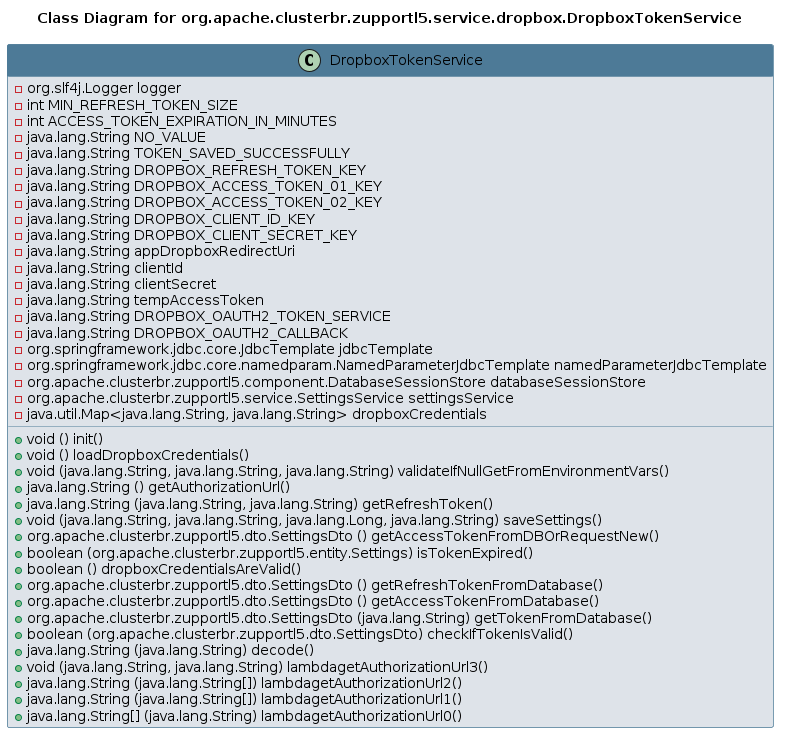 Class Diagram for org.apache.clusterbr.zupportl5.service.dropbox.DropboxTokenService
C DropboxTokenService
org.slf4j.Logger logger
int MIN_REFRESH_TOKEN_SIZE
int ACCESS_TOKEN_EXPIRATION_IN_MINUTES
java.lang.String NO_VALUE
java.lang.String TOKEN_SAVED_SUCCESSFULLY
java.lang.String DROPBOX_REFRESH_TOKEN_KEY
java.lang.String DROPBOX_ACCESS_TOKEN_01_KEY
java.lang.String DROPBOX_ACCESS_TOKEN_02_KEY
java.lang.String DROPBOX_CLIENT_ID_KEY
java.lang.String DROPBOX_CLIENT_SECRET_KEY
java.lang.String appDropboxRedirectUri
java.lang.String clientId
java.lang.String clientSecret
java.lang.String tempAccessToken
java.lang.String DROPBOX_OAUTH2_TOKEN_SERVICE
java.lang.String DROPBOX_OAUTH2_CALLBACK
org.springframework.jdbc.core.JdbcTemplate jdbcTemplate
org.springframework.jdbc.core.namedparam.NamedParameterJdbcTemplate namedParameterJdbcTemplate
org.apache.clusterbr.zupportl5.component.DatabaseSessionStore databaseSessionStore
org.apache.clusterbr.zupportl5.service.SettingsService settingsService
java.util.Map<java.lang.String, java.lang.String> dropboxCredentials
void () init()
void () loadDropboxCredentials()
void (java.lang.String, java.lang.String, java.lang.String) validateIfNullGetFromEnvironmentVars()
java.lang.String () getAuthorizationUrl()
java.lang.String (java.lang.String, java.lang.String) getRefreshToken()
void (java.lang.String, java.lang.String, java.lang.Long, java.lang.String) saveSettings()
org.apache.clusterbr.zupportl5.dto.SettingsDto () getAccessTokenFromDBOrRequestNew()
boolean (org.apache.clusterbr.zupportl5.entity.Settings) isTokenExpired()
boolean () dropboxCredentialsAreValid()
org.apache.clusterbr.zupportl5.dto.SettingsDto () getRefreshTokenFromDatabase()
org.apache.clusterbr.zupportl5.dto.SettingsDto () getAccessTokenFromDatabase()
org.apache.clusterbr.zupportl5.dto.SettingsDto (java.lang.String) getTokenFromDatabase()
boolean (org.apache.clusterbr.zupportl5.dto.SettingsDto) checkIfTokenIsValid()
java.lang.String (java.lang.String) decode()
void (java.lang.String, java.lang.String) lambdagetAuthorizationUrl3()
java.lang.String (java.lang.String[]) lambdagetAuthorizationUrl2()
java.lang.String (java.lang.String[]) lambdagetAuthorizationUrl1()
java.lang.String[] (java.lang.String) lambdagetAuthorizationUrl0()